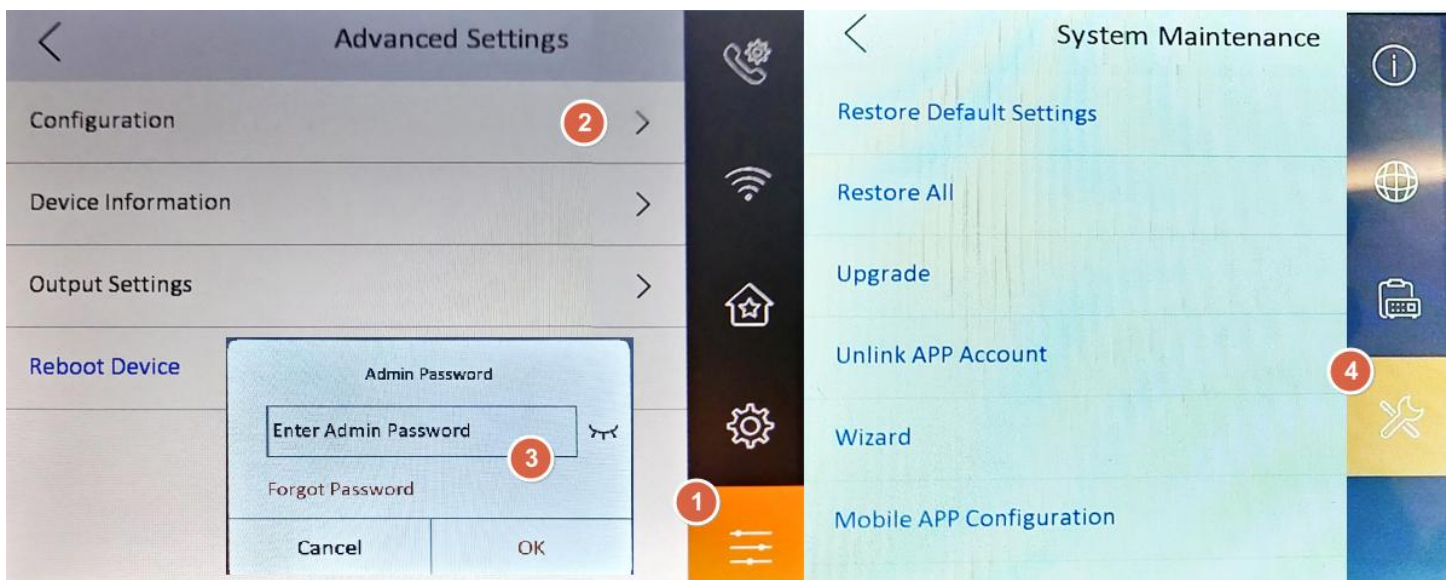 Advanced Settings
Configuration
2
Device Information
Output Settings
Reboot Device
Admin Password
Enter Admin Password
3
Forgot Password
Cancel
OK
1
System Maintenance
Restore Default Settings
Restore All
Upgrade
Unlink APP Account
4
Wizard
Mobile APP Configuration